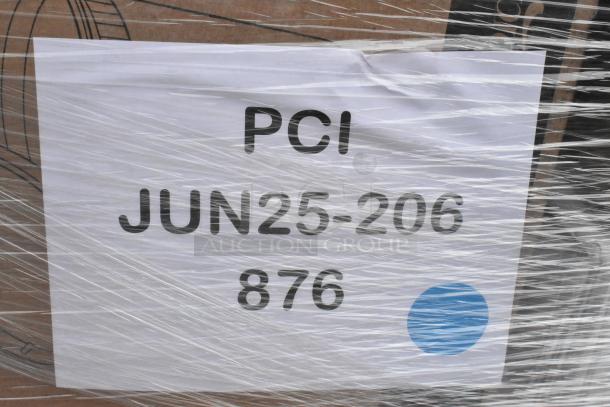 PCI
JUN25-206
AUCTION GROUP
876